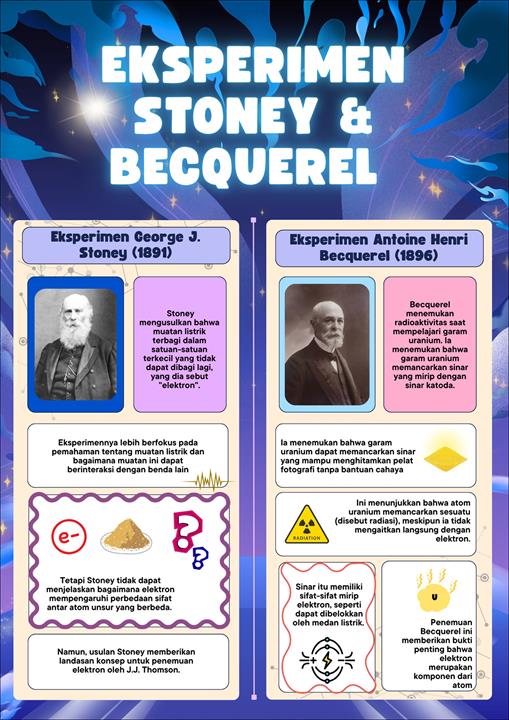 EKSPERIMEN
STONEY &
BECQUEREL
Eksperimen George J.
Stoney (1891)
Stoney
mengusulkan bahwa
muatan listrik
terbagi dalam
satuan-satuan
terkecil yang tidak
dapat dibagi lagi,
yang dia sebut
"elektron".
Eksperimennya lebih berfokus pada
pemahaman tentang muatan listrik dan
bagaimana muatan ini dapat
berinteraksi dengan benda lain
e-
?
?
Tetapi Stoney tidak dapat
menjelaskan bagaimana elektron
mempengaruhi perbedaan sifat
antar atom unsur yang berbeda.
Namun, usulan Stoney memberikan
landasan konsep untuk penemuan
elektron oleh J.J. Thomson.
Eksperimen Antoine Henri
Becquerel (1896)
Becquerel
menemukan
radioaktivitas saat
mempelajari garam
uranium. Ia
menemukan bahwa
garam uranium
memancarkan sinar
yang mirip dengan
sinar katoda.
Ia menemukan bahwa garam
uranium dapat memancarkan sinar
yang mampu menghitamkan pelat
fotografi tanpa bantuan cahaya
RADIATION
Ini menunjukkan bahwa atom
uranium memancarkan sesuatu
(disebut radiasi), meskipun ia tidak
mengaitkan langsung dengan
elektron.
Sinar itu memiliki
sifat-sifat mirip
elektron, seperti
dapat dibelokkan
oleh medan listrik.
U
Penemuan
Becquerel ini
memberikan bukti
penting bahwa
elektron
merupakan
komponen dari
atom